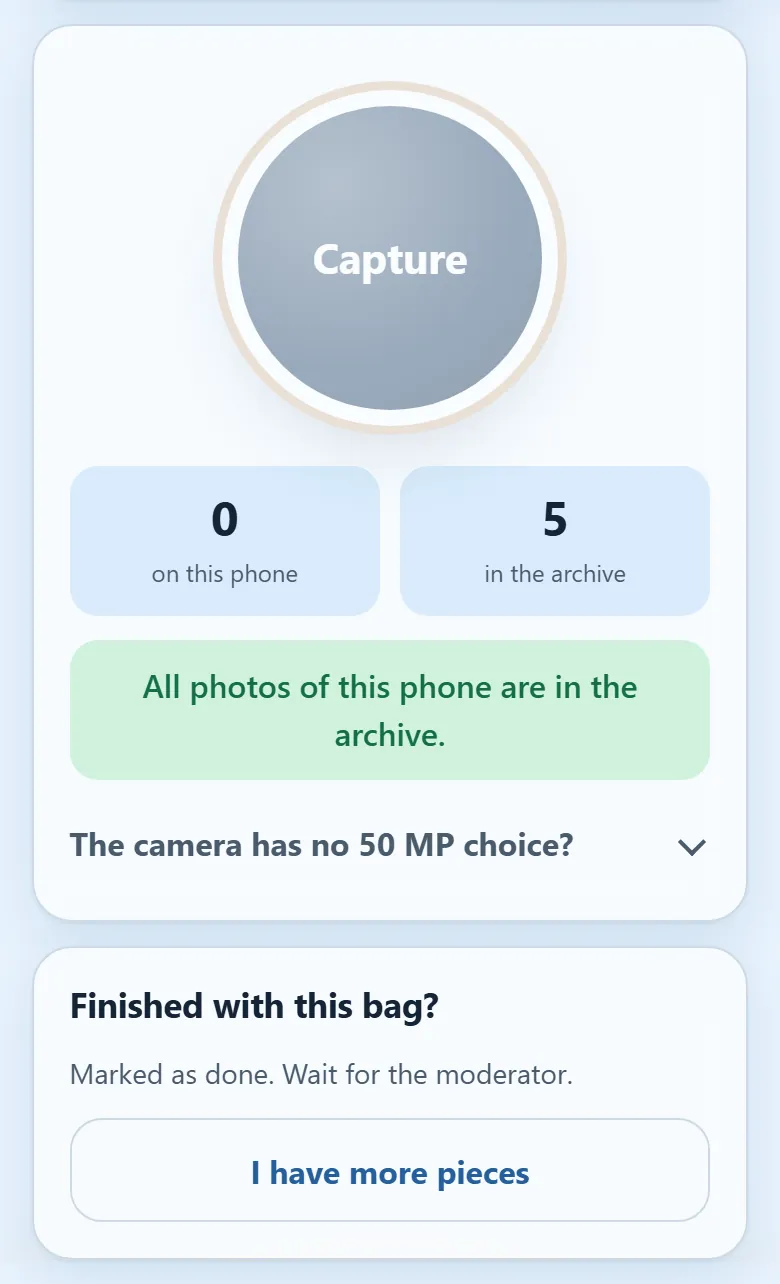 Capture
0
on this phone
5
in the archive
All photos of this phone are in the
archive.
The camera has no 50 MP choice?
Finished with this bag?
Marked as done. Wait for the moderator.
I have more pieces